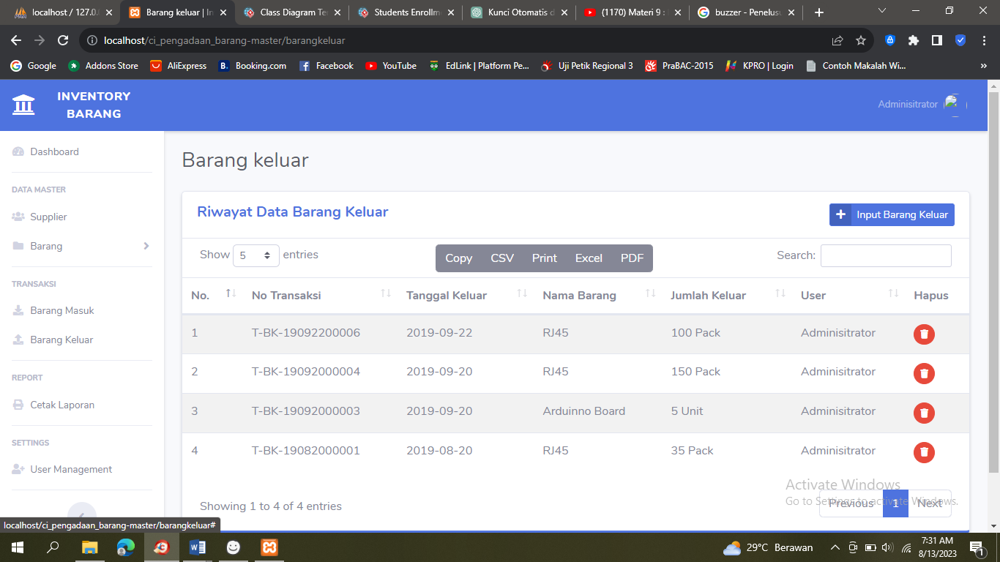 localhost / 127.0.
Barang keluar | In
Class Diagram Te
Students Enrollm
Kunci Otomatis d
(1170) Materi 9 :
buzzer - Penelusu
localhost/ci_pengadaan_barang-master/barangkeluar
Google
Addons Store
AliExpress
Booking.com
Facebook
YouTube
EdLink | Platform Pe...
Uji Petik Regional 3
PraBAC-2015
KPRO | Login
Contoh Makalah Wi...
INVENTORY
BARANG
Adminisitrator
Dashboard
DATA MASTER
Supplier
Barang
TRANSAKSI
Barang Masuk
Barang Keluar
REPORT
Cetak Laporan
SETTINGS
User Management
Barang keluar
Riwayat Data Barang Keluar
Input Barang Keluar
Show 5 entries
Copy CSV Print Excel PDF
Search:
No. No Transaksi Tanggal Keluar Nama Barang Jumlah Keluar User Hapus
1 T-BK-19092200006 2019-09-22 RJ45 100 Pack Adminisitrator
2 T-BK-19092000004 2019-09-20 RJ45 150 Pack Adminisitrator
3 T-BK-19092000003 2019-09-20 Arduinno Board 5 Unit Adminisitrator
4 T-BK-19082000001 2019-08-20 RJ45 35 Pack Adminisitrator
Showing 1 to 4 of 4 entries
Previous 1 Next
Activate Windows
Go to Settings to activate Windows.
localhost/ci_pengadaan_barang-master/barangkeluar#
29°C Berawan
7:31 AM
8/13/2023
1